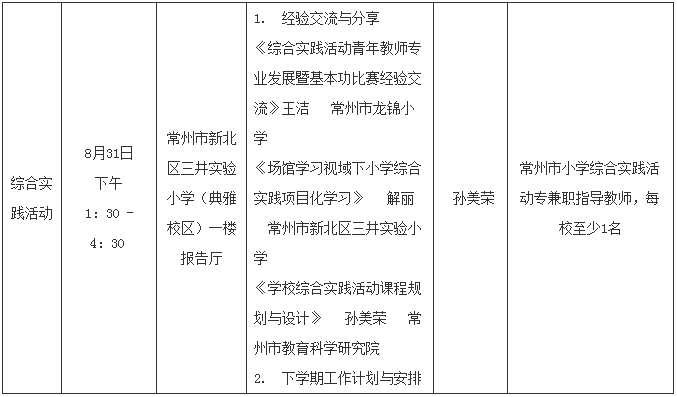 综合实
践活动
8月31日
下午
1：30 -
4：30
常州市新北
区三井实验
小学（典雅
校区）一楼
报告厅
1. 经验交流与分享
《综合实践活动青年教师专
业发展暨基本功比赛经验交
流》王洁 常州市龙锦小
学
《场馆学习视域下小学综合
实践项目化学习》 解丽
常州市新北区三井实验小
学
《学校综合实践活动课程规
划与设计》 孙美荣 常
州市教育科学研究院
2. 下学期工作计划与安排
孙美荣
常州市小学综合实践活
动专兼职指导教师，每
校至少1名